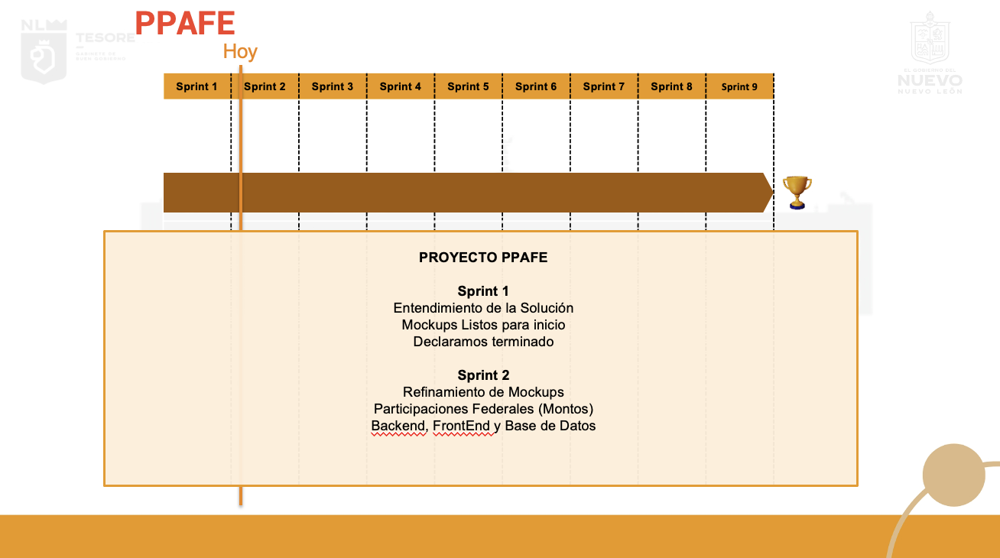 NL
TESORE
GABINETE DE
BUEN GOBIERNO
PPAFE
Hoy
EL GOBIERNO DEL
NUEVO
NUEVO LEÓN
Sprint 1 Sprint 2 Sprint 3 Sprint 4 Sprint 5 Sprint 6 Sprint 7 Sprint 8 Sprint 9
PROYECTO PPAFE
Sprint 1
Entendimiento de la Solución
Mockups Listos para inicio
Declaramos terminado
Sprint 2
Refinamiento de Mockups
Participaciones Federales (Montos)
Backend, FrontEnd y Base de Datos